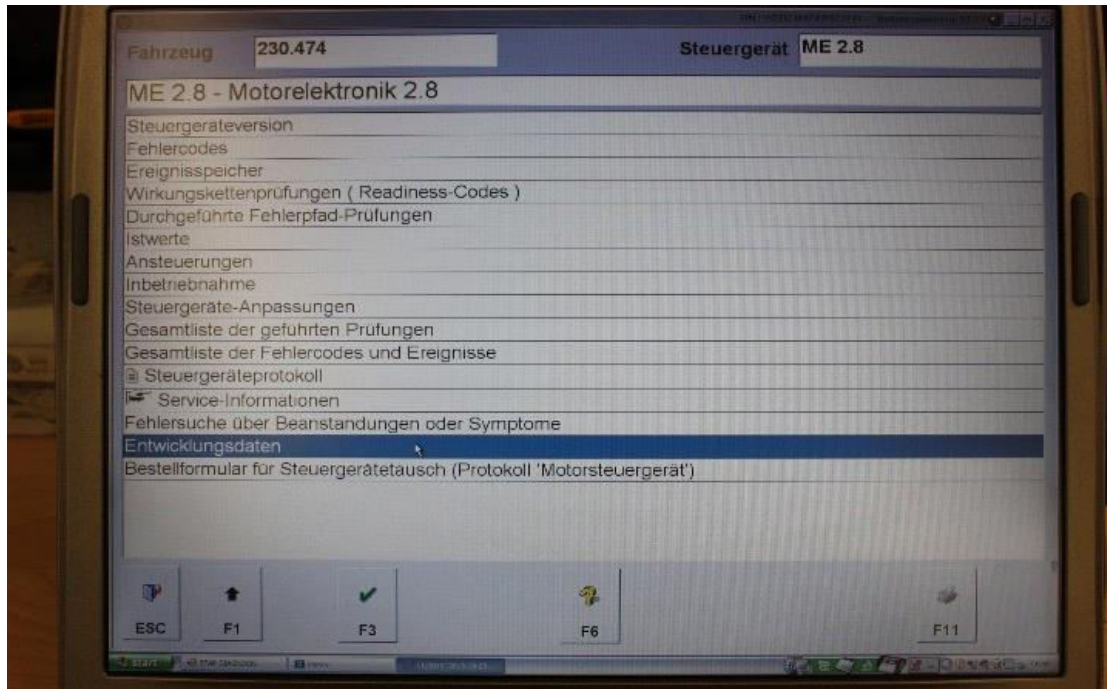 Fahrzeug 230.474 Steuergerät ME 2.8
ME 2.8 - Motorelektronik 2.8
Steuergeräteversion
Fehlercodes
Ereignisspeicher
Wirkungskettenprüfungen ( Readiness-Codes )
Durchgeführte Fehlerpfad-Prüfungen
Istwerte
Ansteuerungen
Inbetriebnahme
Steuergeräte-Anpassungen
Gesamtliste der geführten Prüfungen
Gesamtliste der Fehlercodes und Ereignisse
Steuergeräteprotokoll
Service-Informationen
Fehlersuche über Beanstandungen oder Symptome
Entwicklungsdaten
Bestellformular für Steuergerätetausch (Protokoll 'Motorsteuergerät')
ESC F1 F3 F6 F11
start